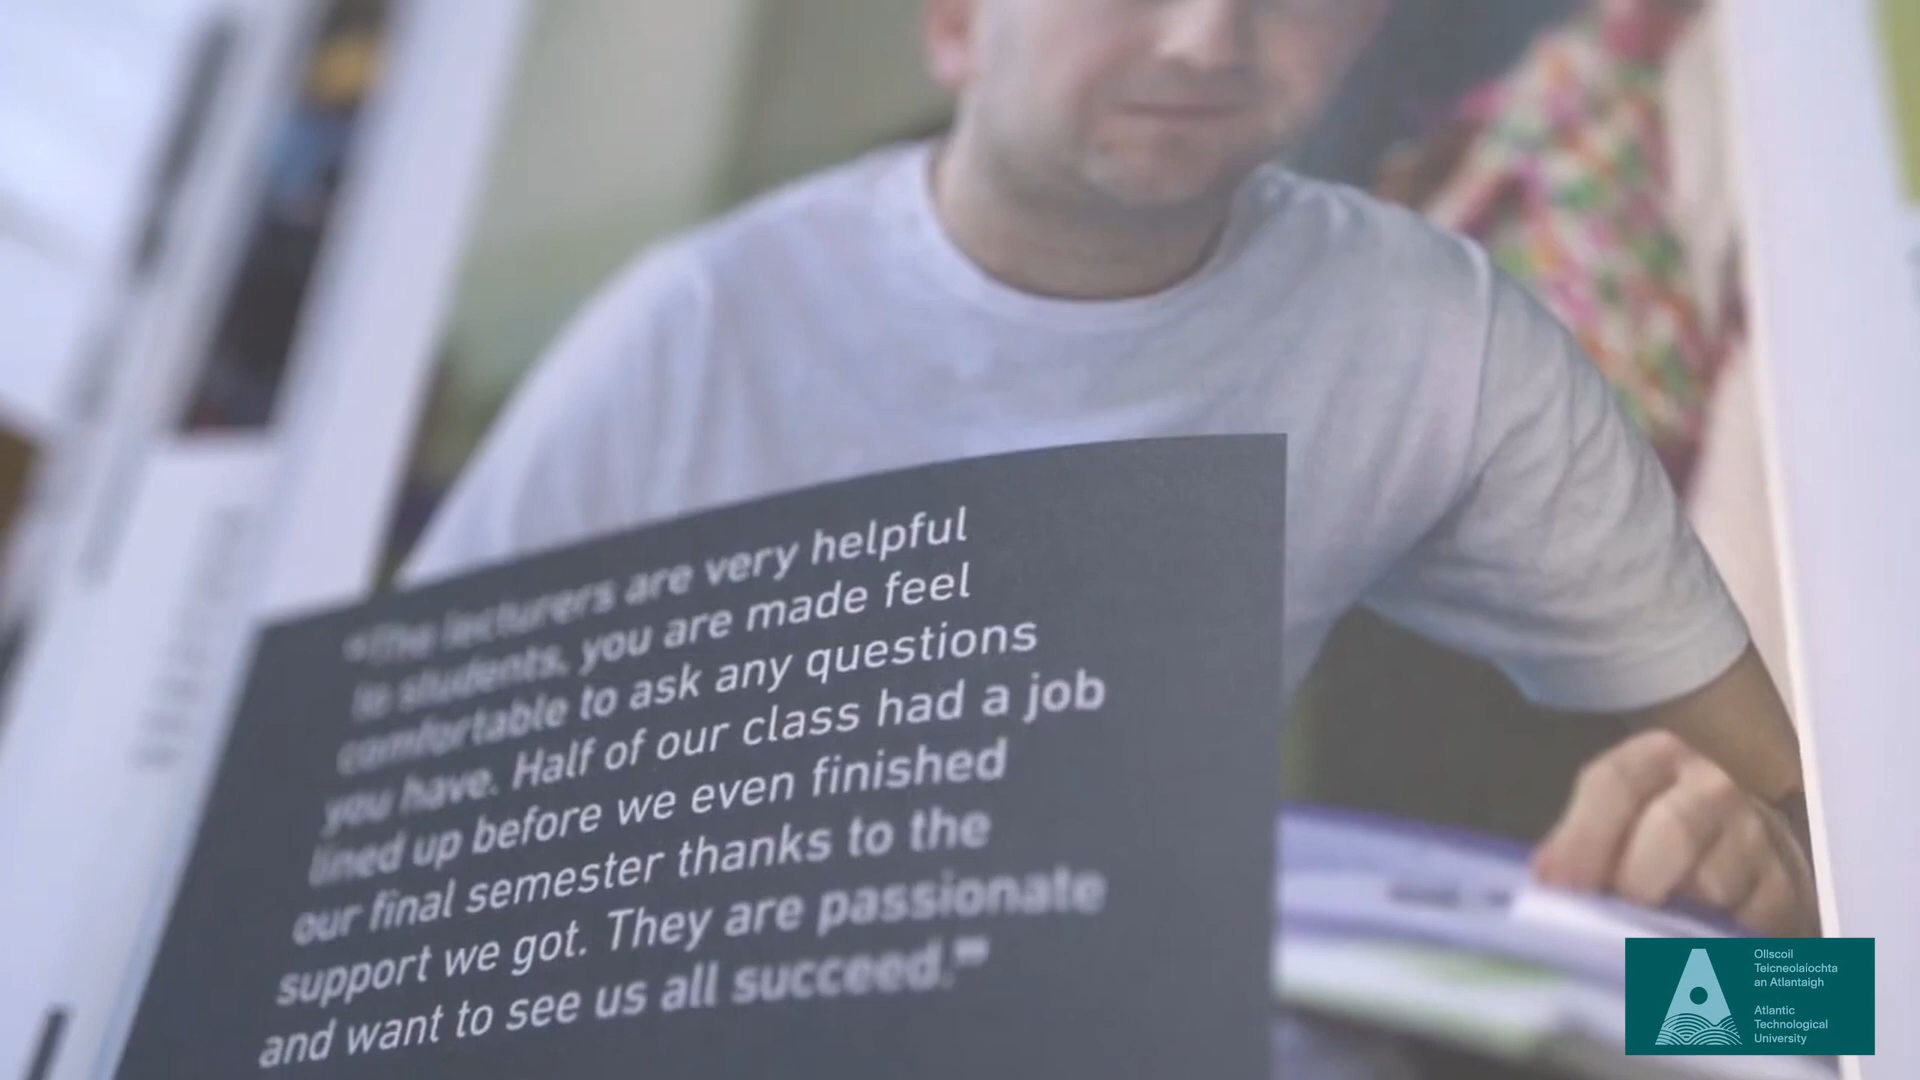 “The lecturers are very helpful
to students, you are made feel
comfortable to ask any questions
you have. Half of our class had a job
lined up before we even finished
our final semester thanks to the
support we got. They are passionate
and want to see us all succeed.”
Ollscoil
Teicneolaíochta
an Atlantaigh
Atlantic
Technological
University